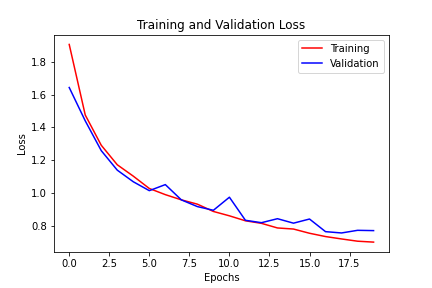 Training and Validation Loss
Training
Validation
Loss
1.8
1.6
1.4
1.2
1.0
0.8
0.0 2.5 5.0 7.5 10.0 12.5 15.0 17.5
Epochs